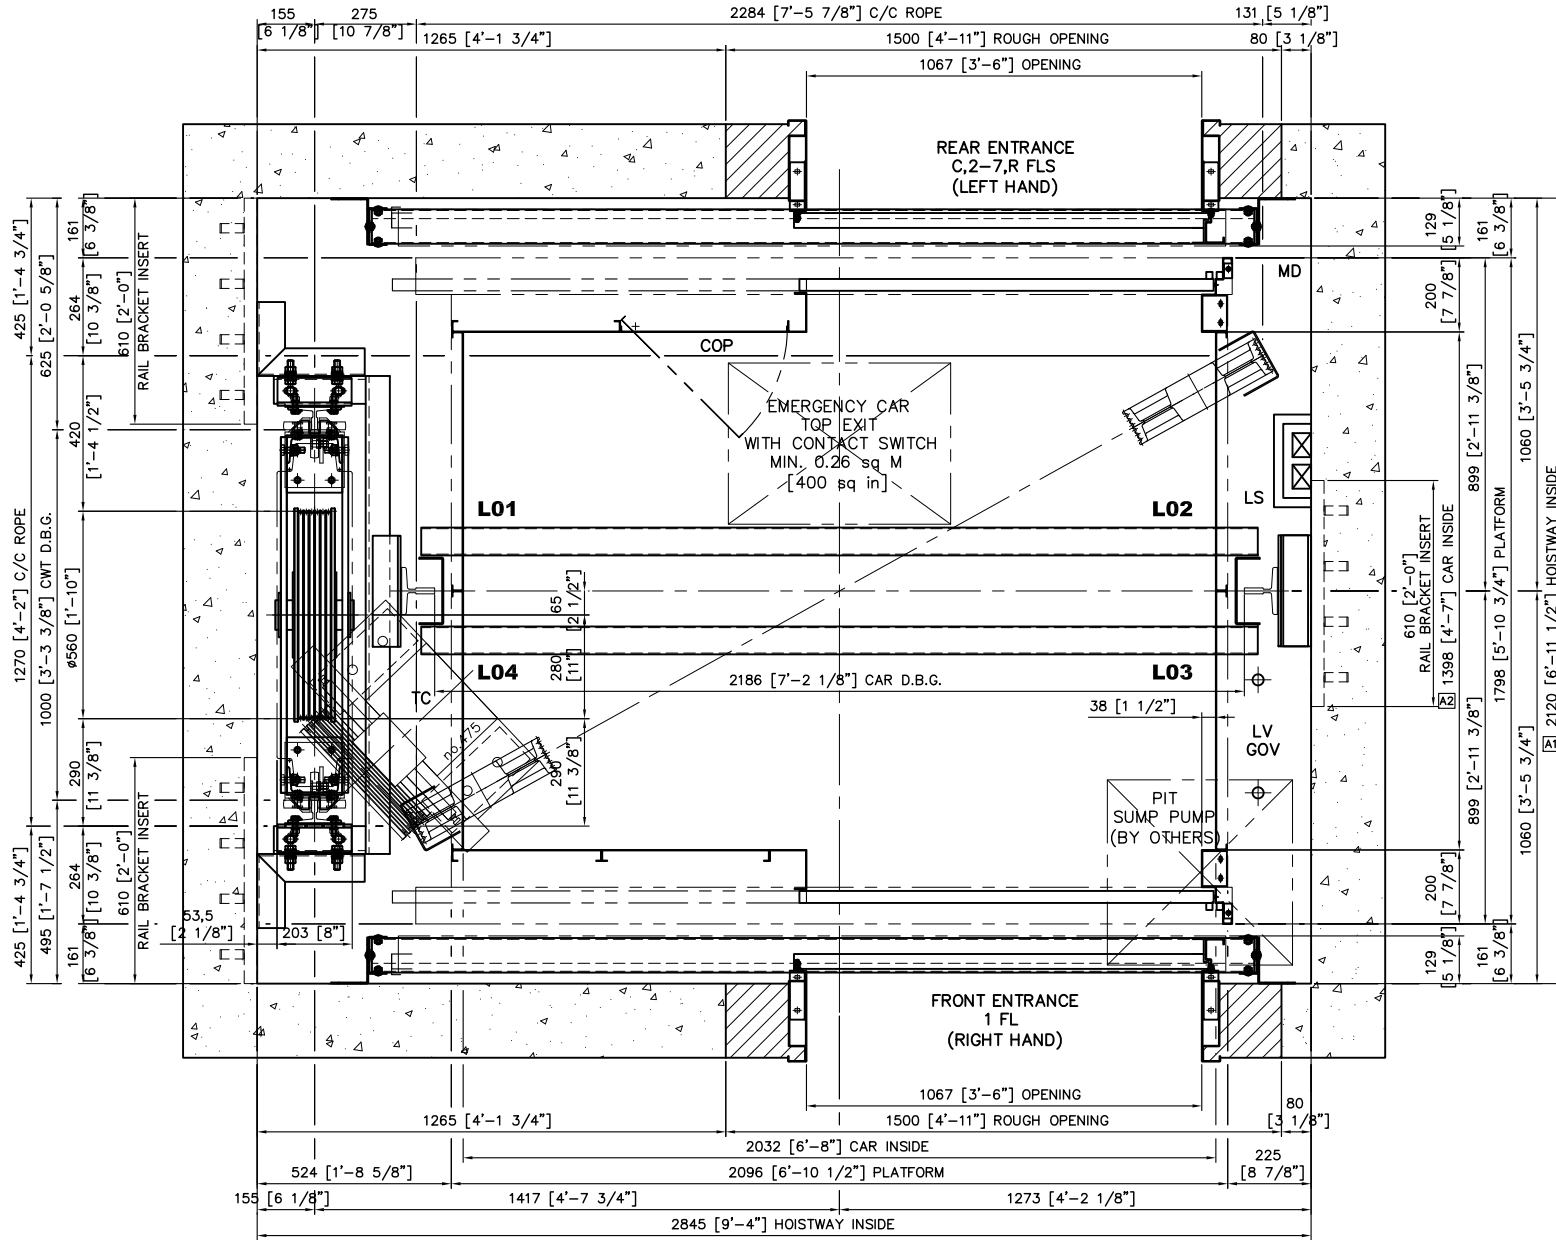 155
[6 1/8"]
275
[10 7/8"]
2284 [7'-5 7/8"] C/C ROPE
131 [5 1/8"]
1265 [4'-1 3/4"]
1500 [4'-11"] ROUGH OPENING
80 [3 1/8"]
1067 [3'-6"] OPENING
REAR ENTRANCE
C,2-7,R FLS
(LEFT HAND)
425 [1'-4 3/4"]
1270 [4'-2"] C/C ROPE
425 [1'-4 3/4"]
625 [2'-0 5/8"]
1000 [3'-3 3/8"] CWT D.B.G.
495 [1'-7 1/2"]
161
[6 3/8"]
264
[10 3/8"]
420
[1'-4 1/2"]
ø560 [1'-10"]
290
[11 3/8"]
264
[10 3/8"]
161
[6 3/8"]
610 [2'-0"]
RAIL BRACKET INSERT
610 [2'-0"]
RAIL BRACKET INSERT
53,5
[2 1/8"]
203 [8"]
COP
MD
EMERGENCY CAR
TOP EXIT
WITH CONTACT SWITCH
MIN. 0.26 sq M
[400 sq in]
L01
L02
LS
65
[2 1/2"]
280
[11"]
290
[11 3/8"]
L04
L03
TC
no.475
2186 [7'-2 1/8"] CAR D.B.G.
38 [1 1/2"]
LV
GOV
PIT
SUMP PUMP
(BY OTHERS)
610 [2'-0"]
RAIL BRACKET INSERT
129
[5 1/8"]
161
[6 3/8"]
200
[7 7/8"]
899 [2'-11 3/8"]
1060 [3'-5 3/4"]
A2 1398 [4'-7"] CAR INSIDE
1798 [5'-10 3/4"] PLATFORM
A1 2120 [6'-11 1/2"] HOISTWAY INSIDE
899 [2'-11 3/8"]
1060 [3'-5 3/4"]
200
[7 7/8"]
129
[5 1/8"]
161
[6 3/8"]
FRONT ENTRANCE
1 FL
(RIGHT HAND)
1067 [3'-6"] OPENING
1265 [4'-1 3/4"]
1500 [4'-11"] ROUGH OPENING
80
[3 1/8"]
2032 [6'-8"] CAR INSIDE
524 [1'-8 5/8"]
2096 [6'-10 1/2"] PLATFORM
225
[8 7/8"]
155 [6 1/8"]
1417 [4'-7 3/4"]
1273 [4'-2 1/8"]
2845 [9'-4"] HOISTWAY INSIDE